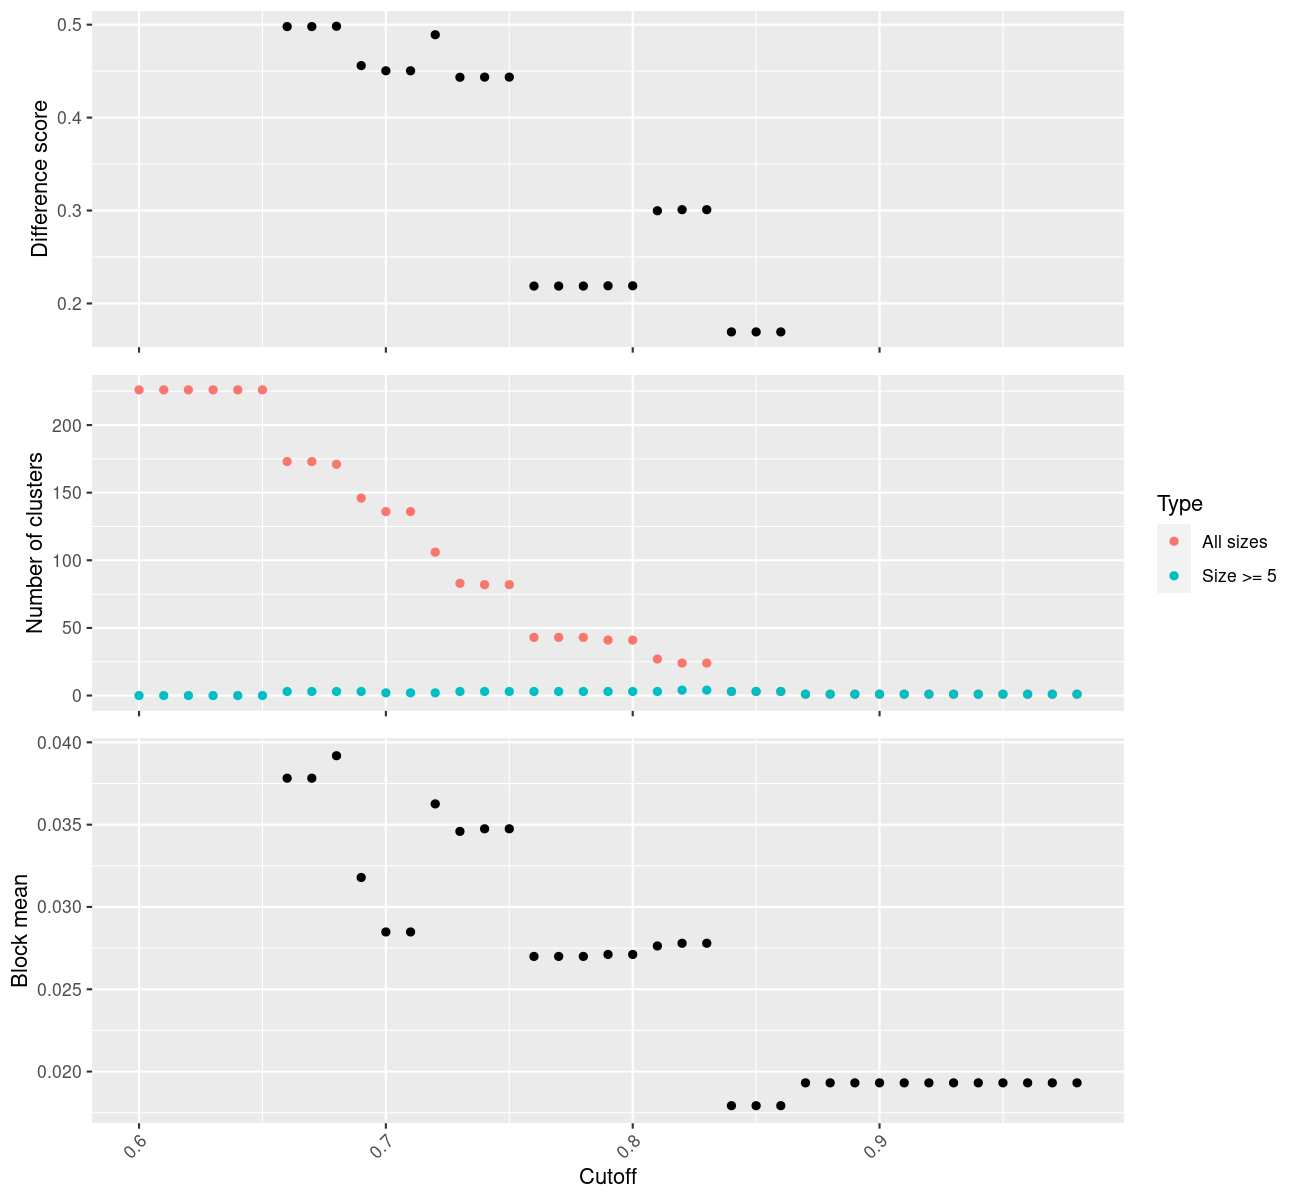 0.5
0.4
0.3
0.2
Difference score
200
150
100
50
0
Number of clusters
Type
All sizes
Size >= 5
0.040
0.035
0.030
0.025
0.020
Block mean
0.6
0.7
0.8
0.9
Cutoff